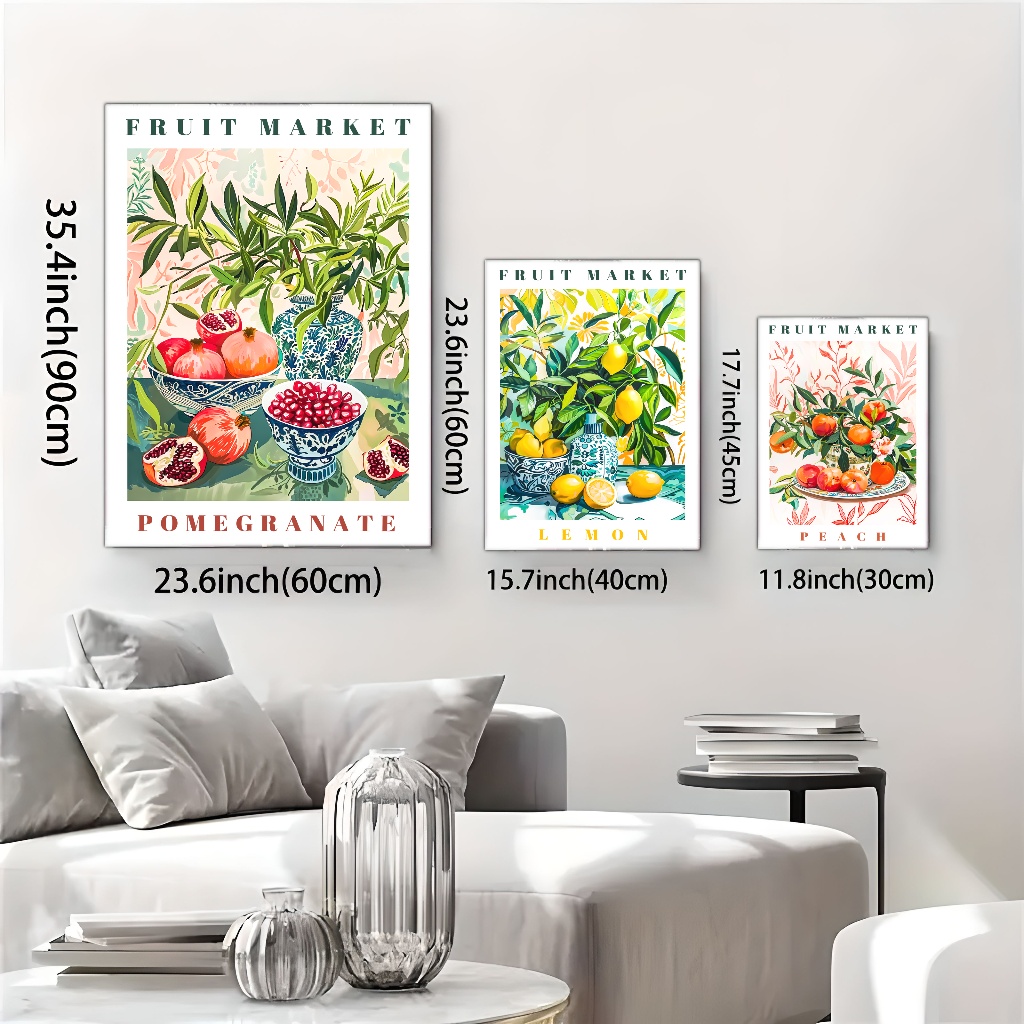 FRUIT MARKET
35.4inch(90cm)
POMEGRANATE
23.6inch(60cm)
FRUIT MARKET
23.6inch(60cm)
LEMON
15.7inch(40cm)
FRUIT MARKET
17.7inch(45cm)
PEACH
11.8inch(30cm)